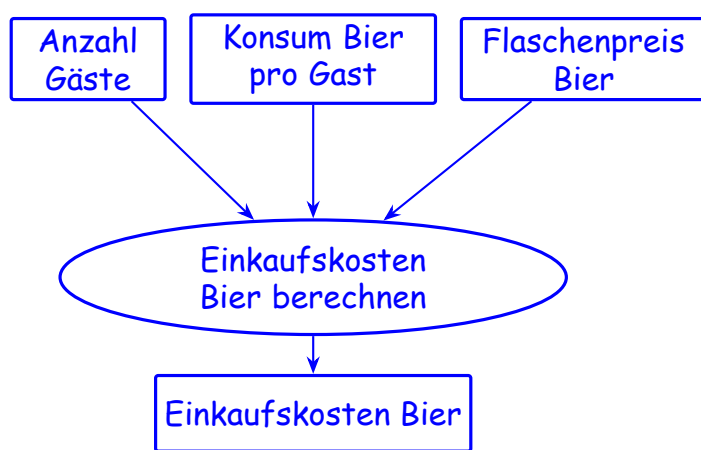 Anzahl
Gäste
Konsum Bier
pro Gast
Flaschenpreis
Bier
Einkaufskosten
Bier berechnen
Einkaufskosten Bier